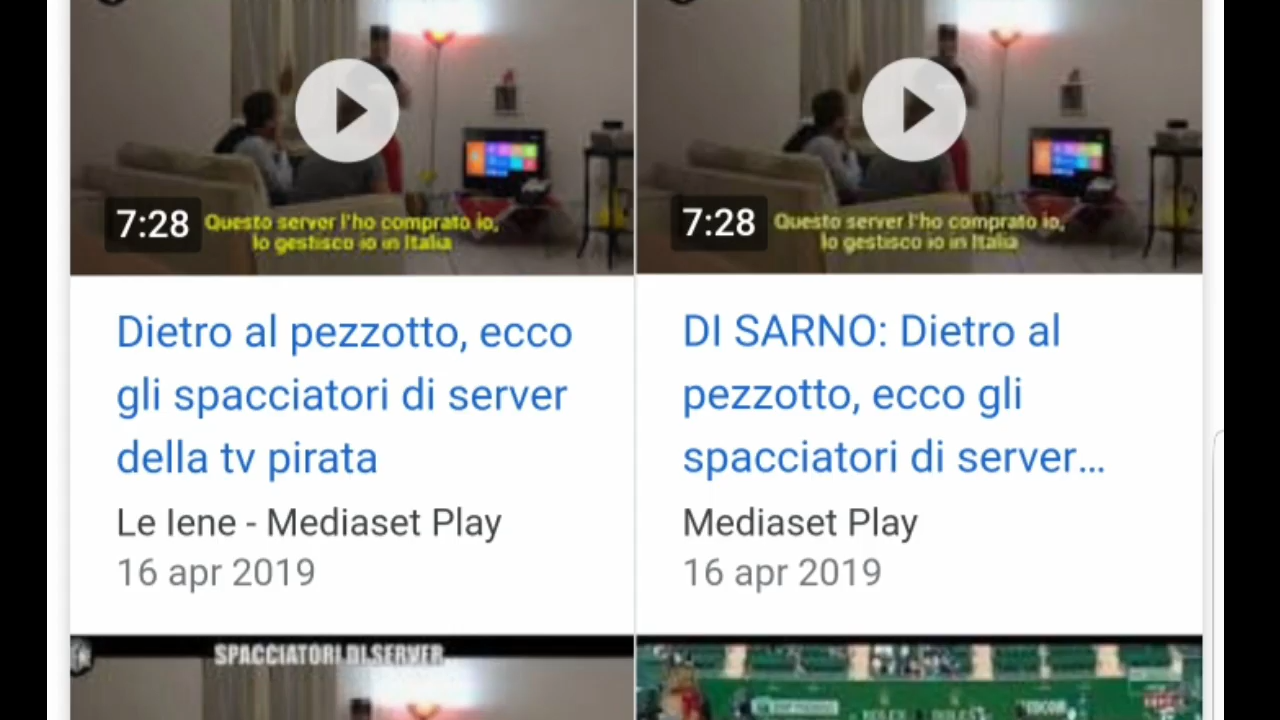 7:28
Questo server l'ho comprato io,
lo gestisco io in Italia
7:28
Questo server l'ho comprato io,
lo gestisco io in Italia
Dietro al pezzotto, ecco
gli spacciatori di server
della tv pirata
Le Iene - Mediaset Play
16 apr 2019
DI SARNO: Dietro al
pezzotto, ecco gli
spacciatori di server...
Mediaset Play
16 apr 2019
SPACCIATORI DI SERVER